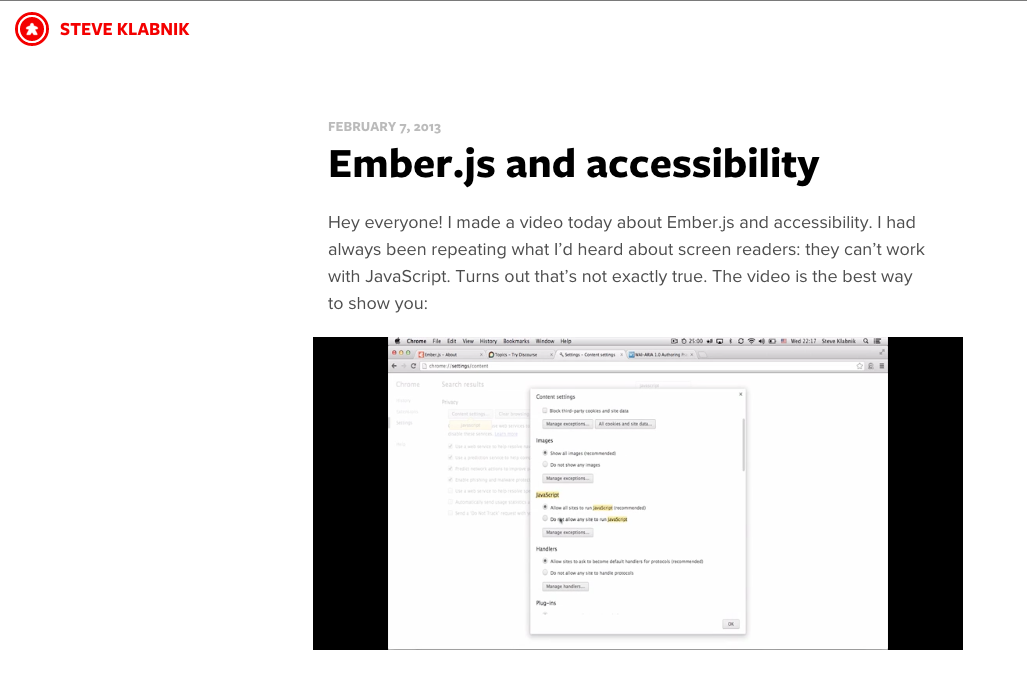 STEVE KLABNIK
FEBRUARY 7, 2013
Ember.js and accessibility
Hey everyone! I made a video today about Ember.js and accessibility. I had
always been repeating what I’d heard about screen readers: they can’t work
with JavaScript. Turns out that’s not exactly true. The video is the best way
to show you:
Chrome File Edit View History Bookmarks Window Help 25:00 Wed 22:17 Steve Klabnik
Ember.js - About Topics - Try Discourse Settings - Content settings WAI-ARIA 1.0 Authoring
chrome://settings/content
Chrome Search results
Content settings
Privacy
Block third-party cookies and site data
Content settings...
Manage exceptions... All cookies and site data...
Images
Show all images (recommended)
Do not show any images
Manage exceptions...
JavaScript
Allow all sites to run JavaScript (recommended)
Do not allow any site to run JavaScript
Manage exceptions...
Handlers
Allow sites to ask to become default handlers for protocols (recommended)
Do not allow any site to handle protocols
Manage handlers...
Plug-ins
OK